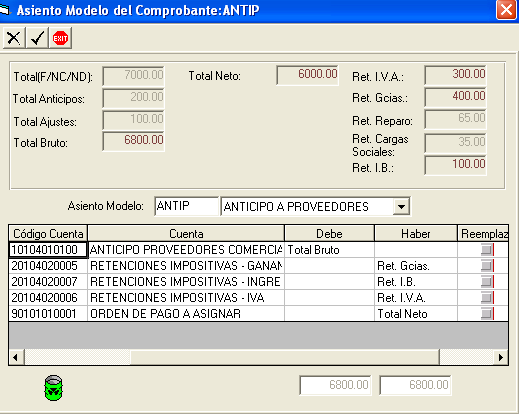 Asiento Modelo del Comprobante:ANTIP
EXIT
Total(F/NC/ND): 7000.00 Total Neto: 6000.00 Ret. I.V.A.: 300.00
Total Anticipos: 200.00 Ret. Gcias.: 400.00
Total Ajustes: 100.00 Ret. Reparo: 65.00
Total Bruto: 6800.00 Ret. Cargas Sociales: 35.00
Ret. I.B.: 100.00
Asiento Modelo: ANTIP ANTICIPO A PROVEEDORES
Código Cuenta Cuenta Debe Haber Reemplaz
10104010100 ANTICIPO PROVEEDORES COMERCIA Total Bruto
20104020005 RETENCIONES IMPOSITIVAS - GANAN Ret. Gcias.
20104020007 RETENCIONES IMPOSITIVAS - INGRE Ret. I.B.
20104020006 RETENCIONES IMPOSITIVAS - IVA Ret. I.V.A.
90101010001 ORDEN DE PAGO A ASIGNAR Total Neto
6800.00 6800.00